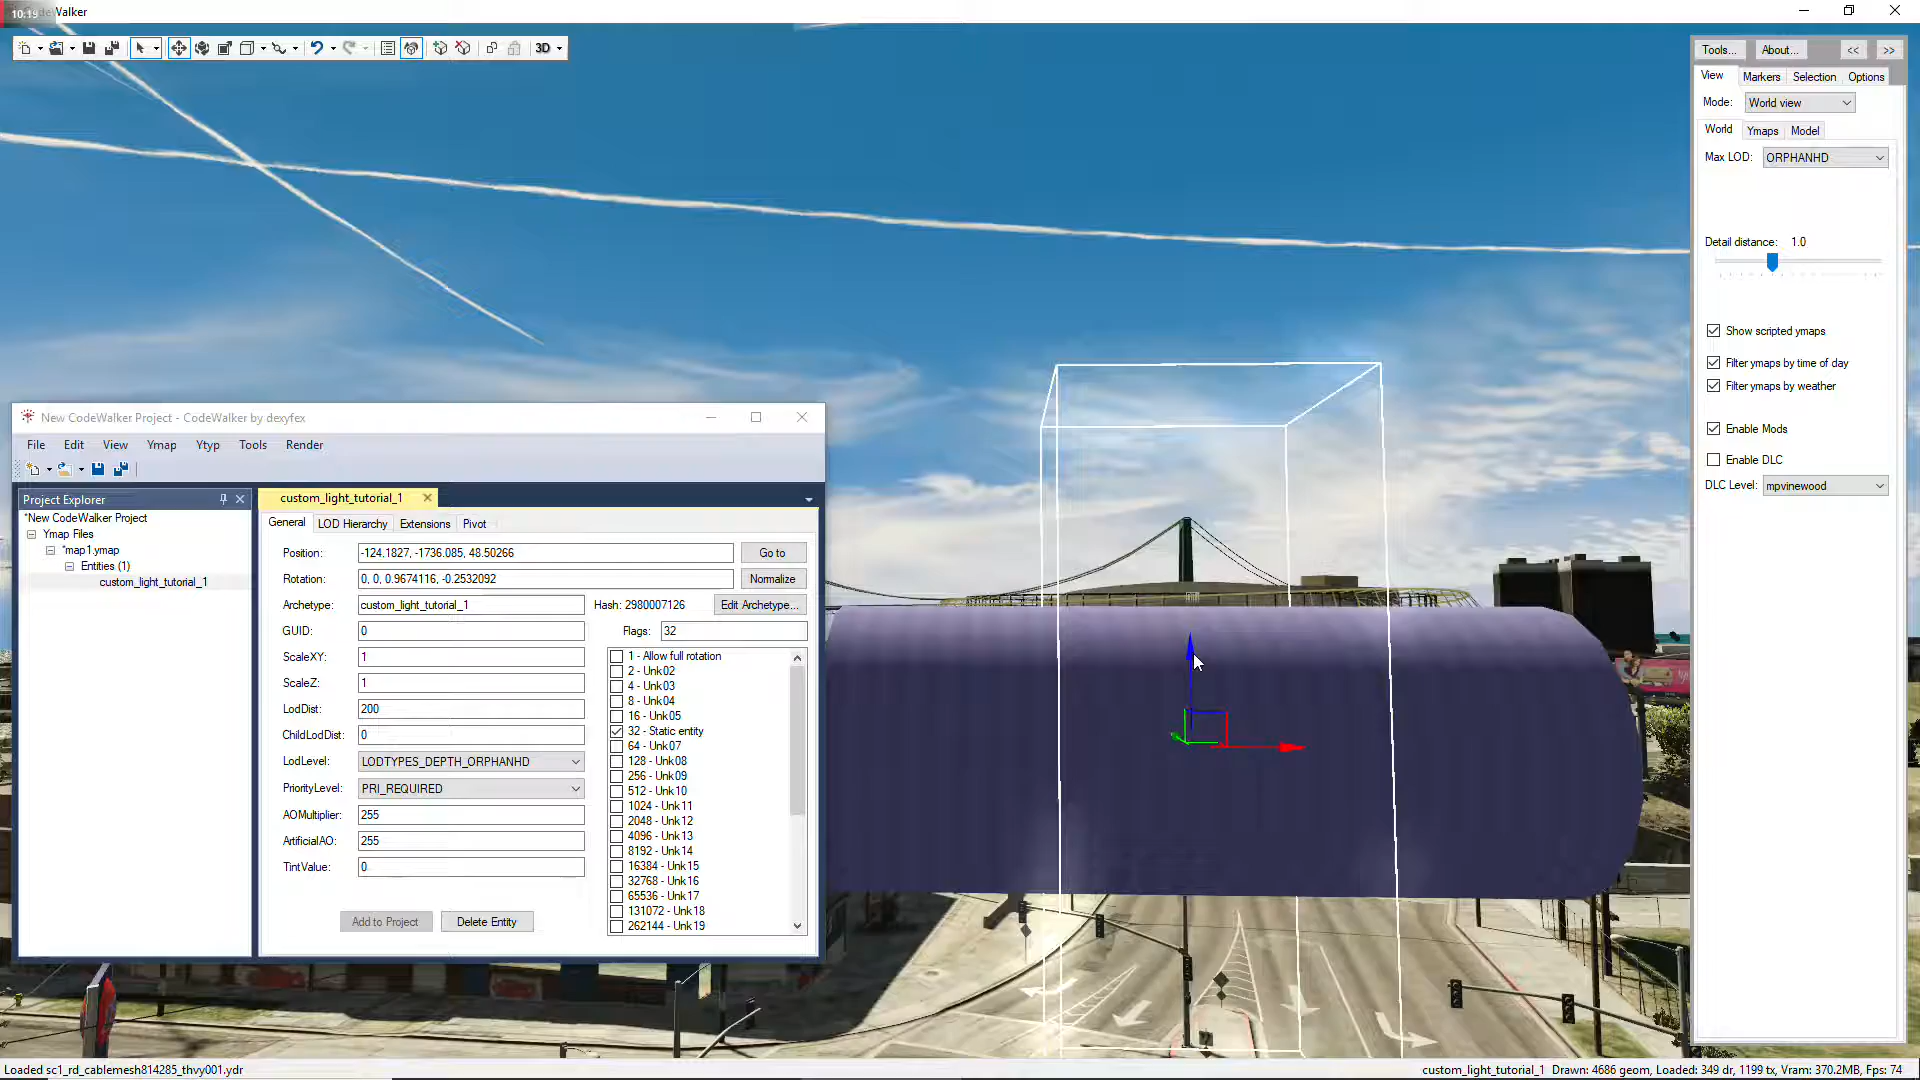 10:19
Walker
3D
Tools...
About...
<<
>>
View
Markers
Selection
Options
Mode:
World view
World
Ymaps
Model
Max LOD:
ORPHANHD
Detail distance:
1.0
Show scripted ymaps
Filter ymaps by time of day
Filter ymaps by weather
Enable Mods
Enable DLC
DLC Level:
mpvinewood
New CodeWalker Project - CodeWalker by dexyfex
File
Edit
View
Ymap
Ytyp
Tools
Render
Project Explorer
*New CodeWalker Project
Ymap Files
*map1.ymap
Entities (1)
custom_light_tutorial_1
custom_light_tutorial_1
General
LOD Hierarchy
Extensions
Pivot
Position:
-124.1827, -1736.085, 48.50266
Go to
Rotation:
0, 0, 0.9674116, -0.2532092
Normalize
Archetype:
custom_light_tutorial_1
Hash: 2980007126
Edit Archetype...
GUID:
0
Flags:
32
ScaleXY:
1
ScaleZ:
1
LodDist:
200
ChildLodDist:
0
LodLevel:
LODTYPES_DEPTH_ORPHANHD
PriorityLevel:
PRI_REQUIRED
AOMultiplier:
255
ArtificialAO:
255
TintValue:
0
1 - Allow full rotation
2 - Unk02
4 - Unk03
8 - Unk04
16 - Unk05
32 - Static entity
64 - Unk07
128 - Unk08
256 - Unk09
512 - Unk10
1024 - Unk11
2048 - Unk12
4096 - Unk13
8192 - Unk14
16384 - Unk15
32768 - Unk16
65536 - Unk17
131072 - Unk18
262144 - Unk19
Add to Project
Delete Entity
Loaded sc1_rd_cablemesh814285_thvy001.ydr
custom_light_tutorial_1
Drawn: 4686 geom, Loaded: 349 dr, 1199 tx, Vram: 370.2MB, Fps: 74